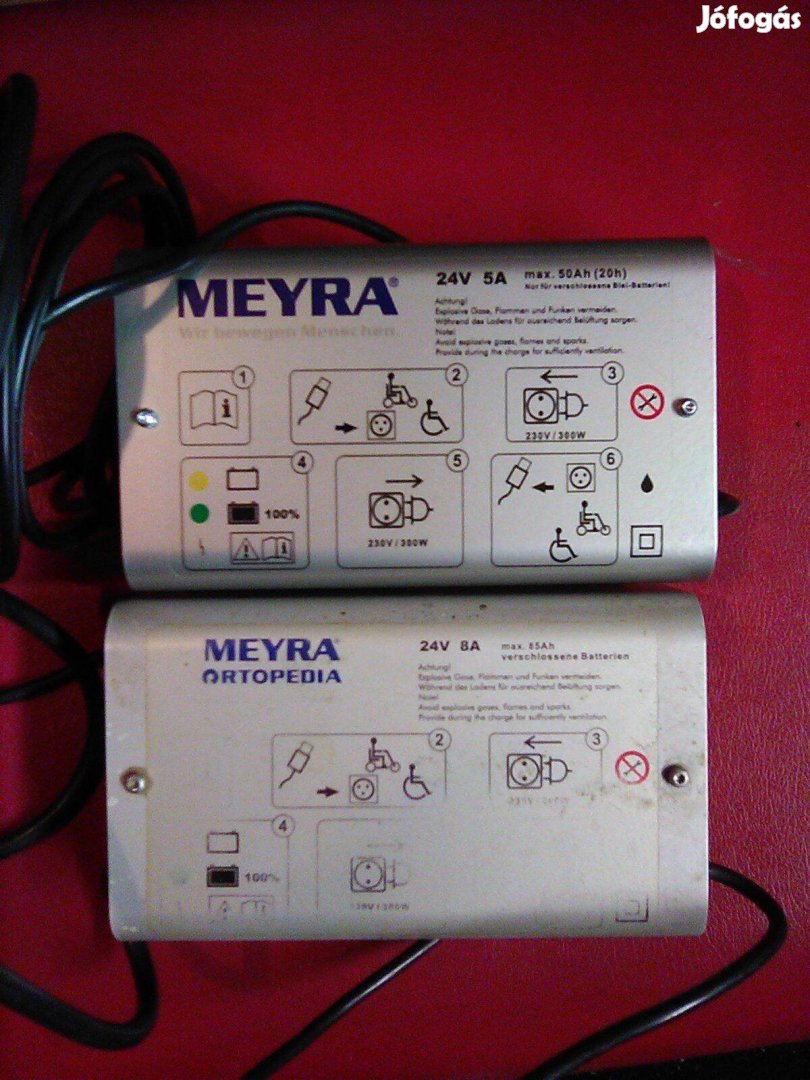 Jófogás
MEYRA®
Wir bewegen Menschen.
24V 5A
max. 50Ah (20h)
Nur für verschlossene Blei-Batterien!
Achtung!
Explosive Gase, Flammen und Funken vermeiden.
Während des Ladens für ausreichend Belüftung sorgen.
Note!
Avoid explosive gases, flames and sparks.
Provide during the charge for sufficiently ventilation.
1
2
3
230V/300W
4
100%
5
230V/300W
6
MEYRA
ORTOPEDIA
24V 8A
max. 85Ah
verschlossene Batterien
Achtung!
Explosive Gase, Flammen und Funken vermeiden.
Während des Ladens für ausreichend Belüftung sorgen.
Note!
Avoid explosive gases, flames and sparks.
Provide during the charge for sufficiently ventilation.
2
3
4
100%